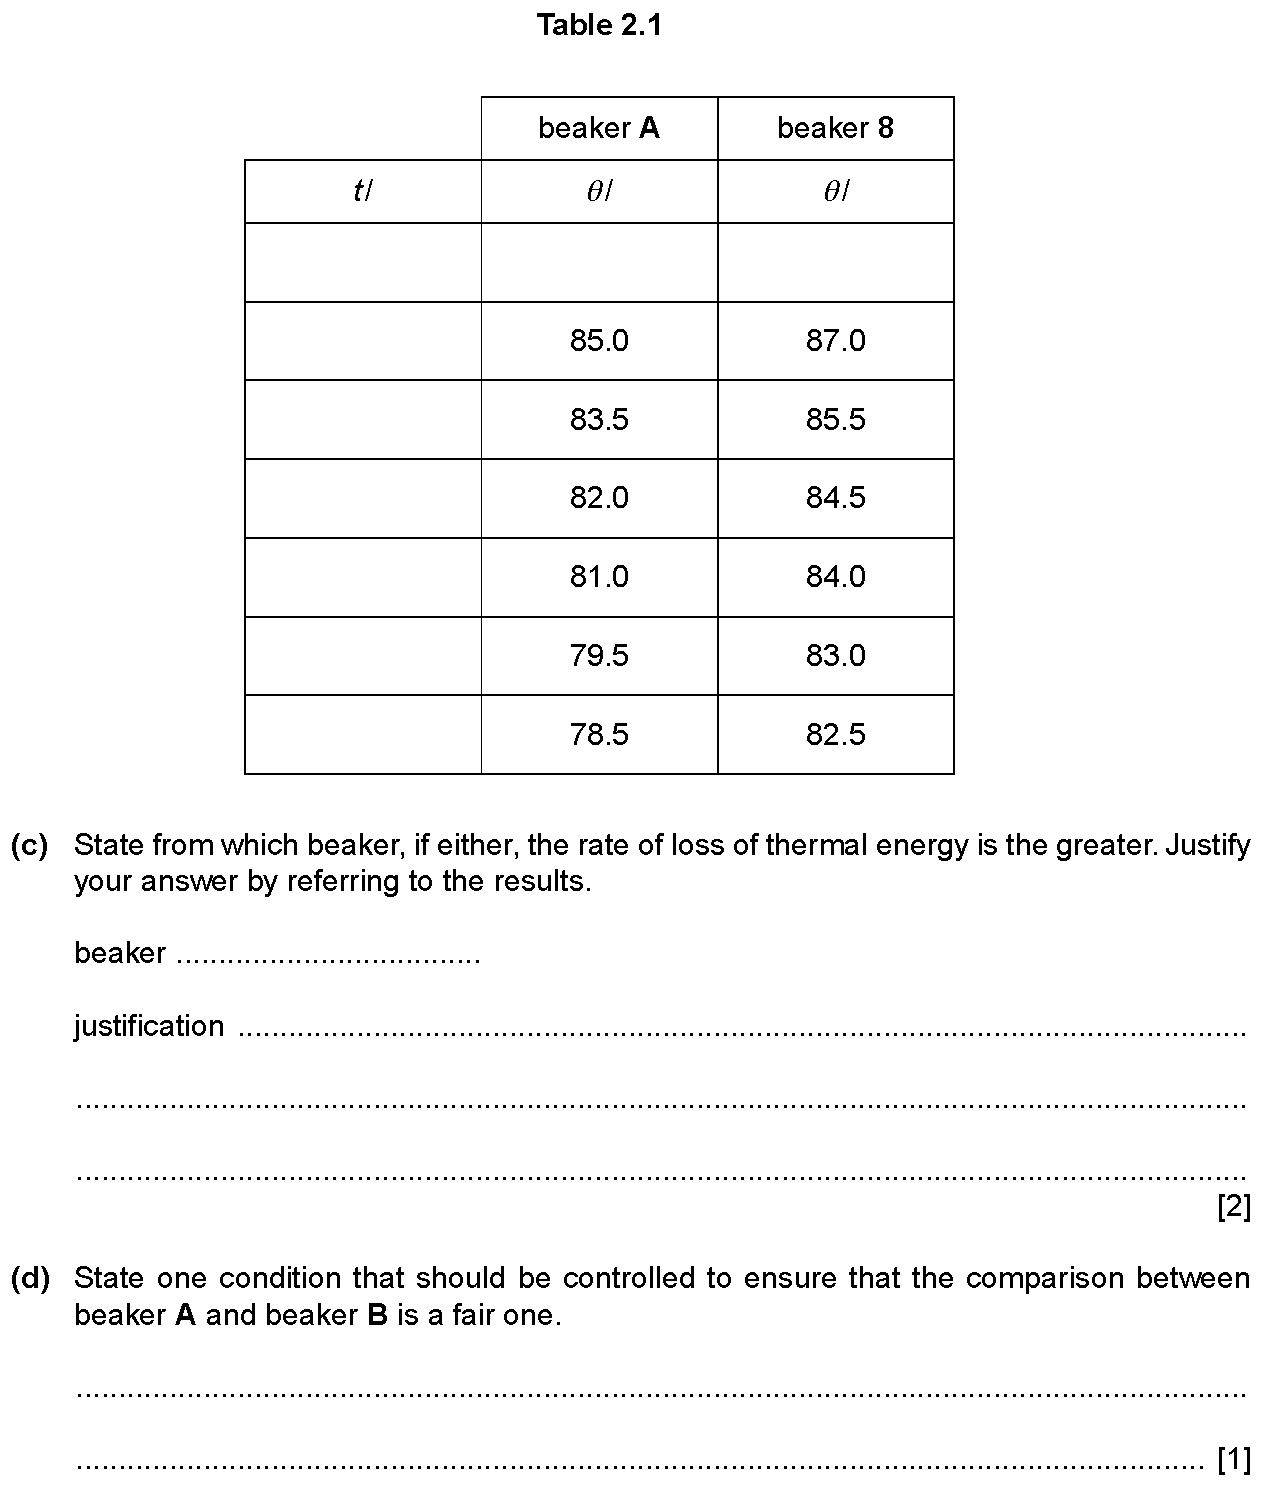 Table 2.1
beaker A beaker 8
t/ θ/ θ/
85.0 87.0
83.5 85.5
82.0 84.5
81.0 84.0
79.5 83.0
78.5 82.5
(c) State from which beaker, if either, the rate of loss of thermal energy is the greater. Justify
your answer by referring to the results.
beaker ....................................
justification ........................................................................................................................
............................................................................................................................................
............................................................................................................................................
[2]
(d) State one condition that should be controlled to ensure that the comparison between
beaker A and beaker B is a fair one.
............................................................................................................................................
....................................................................................................................................... [1]